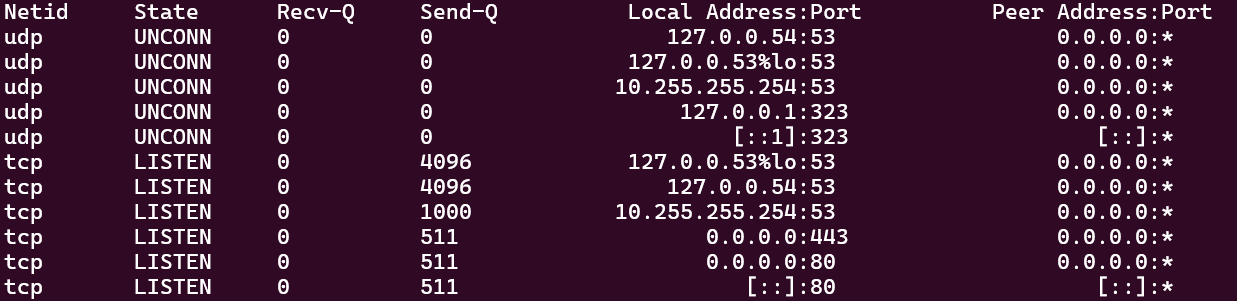 Netid State Recv-Q Send-Q Local Address:Port Peer Address:Port
udp UNCONN 0 0 127.0.0.54:53 0.0.0.0:*
udp UNCONN 0 0 127.0.0.53%lo:53 0.0.0.0:*
udp UNCONN 0 0 10.255.255.254:53 0.0.0.0:*
udp UNCONN 0 0 127.0.0.1:323 0.0.0.0:*
udp UNCONN 0 0 [::1]:323 [::]:*
tcp LISTEN 0 4096 127.0.0.53%lo:53 0.0.0.0:*
tcp LISTEN 0 4096 127.0.0.54:53 0.0.0.0:*
tcp LISTEN 0 1000 10.255.255.254:53 0.0.0.0:*
tcp LISTEN 0 511 0.0.0.0:443 0.0.0.0:*
tcp LISTEN 0 511 0.0.0.0:80 0.0.0.0:*
tcp LISTEN 0 511 [::]:80 [::]:*